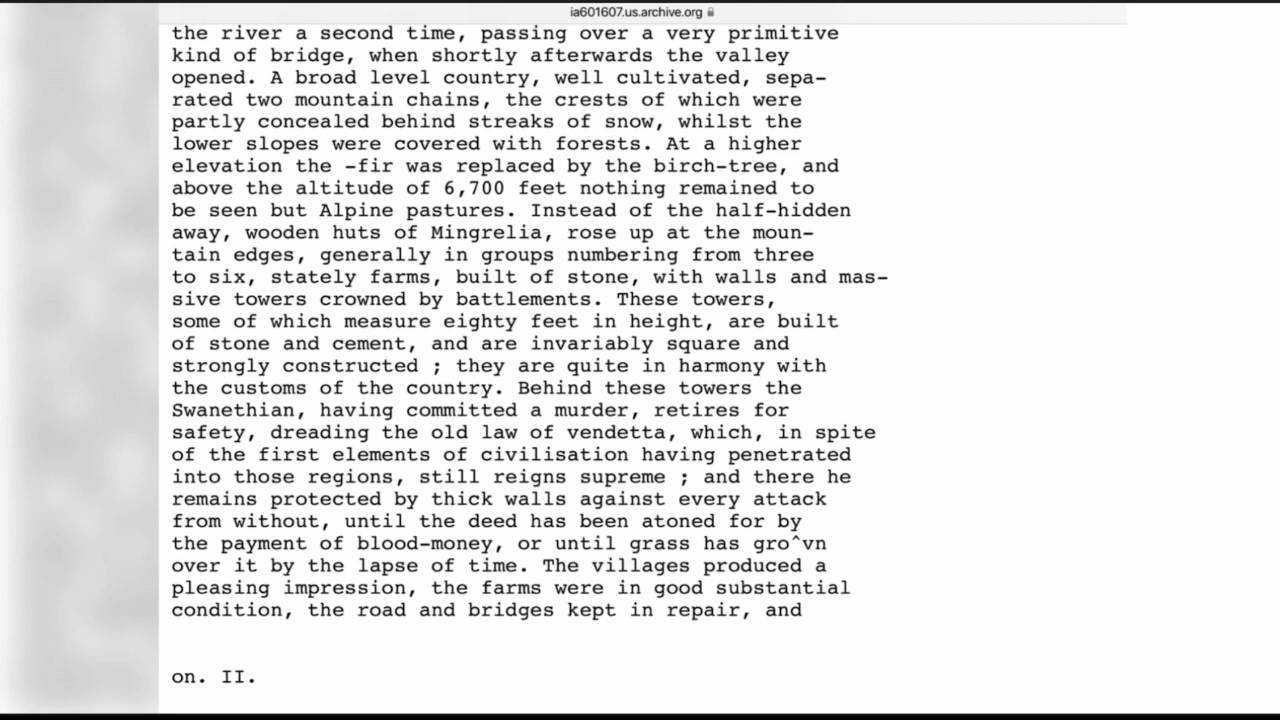 ia601607.us.archive.org
the river a second time, passing over a very primitive
kind of bridge, when shortly afterwards the valley
opened. A broad level country, well cultivated, sepa-
rated two mountain chains, the crests of which were
partly concealed behind streaks of snow, whilst the
lower slopes were covered with forests. At a higher
elevation the -fir was replaced by the birch-tree, and
above the altitude of 6,700 feet nothing remained to
be seen but Alpine pastures. Instead of the half-hidden
away, wooden huts of Mingrelia, rose up at the moun-
tain edges, generally in groups numbering from three
to six, stately farms, built of stone, with walls and mas-
sive towers crowned by battlements. These towers,
some of which measure eighty feet in height, are built
of stone and cement, and are invariably square and
strongly constructed ; they are quite in harmony with
the customs of the country. Behind these towers the
Swanethian, having committed a murder, retires for
safety, dreading the old law of vendetta, which, in spite
of the first elements of civilisation having penetrated
into those regions, still reigns supreme ; and there he
remains protected by thick walls against every attack
from without, until the deed has been atoned for by
the payment of blood-money, or until grass has gro^vn
over it by the lapse of time. The villages produced a
pleasing impression, the farms were in good substantial
condition, the road and bridges kept in repair, and
on. II.